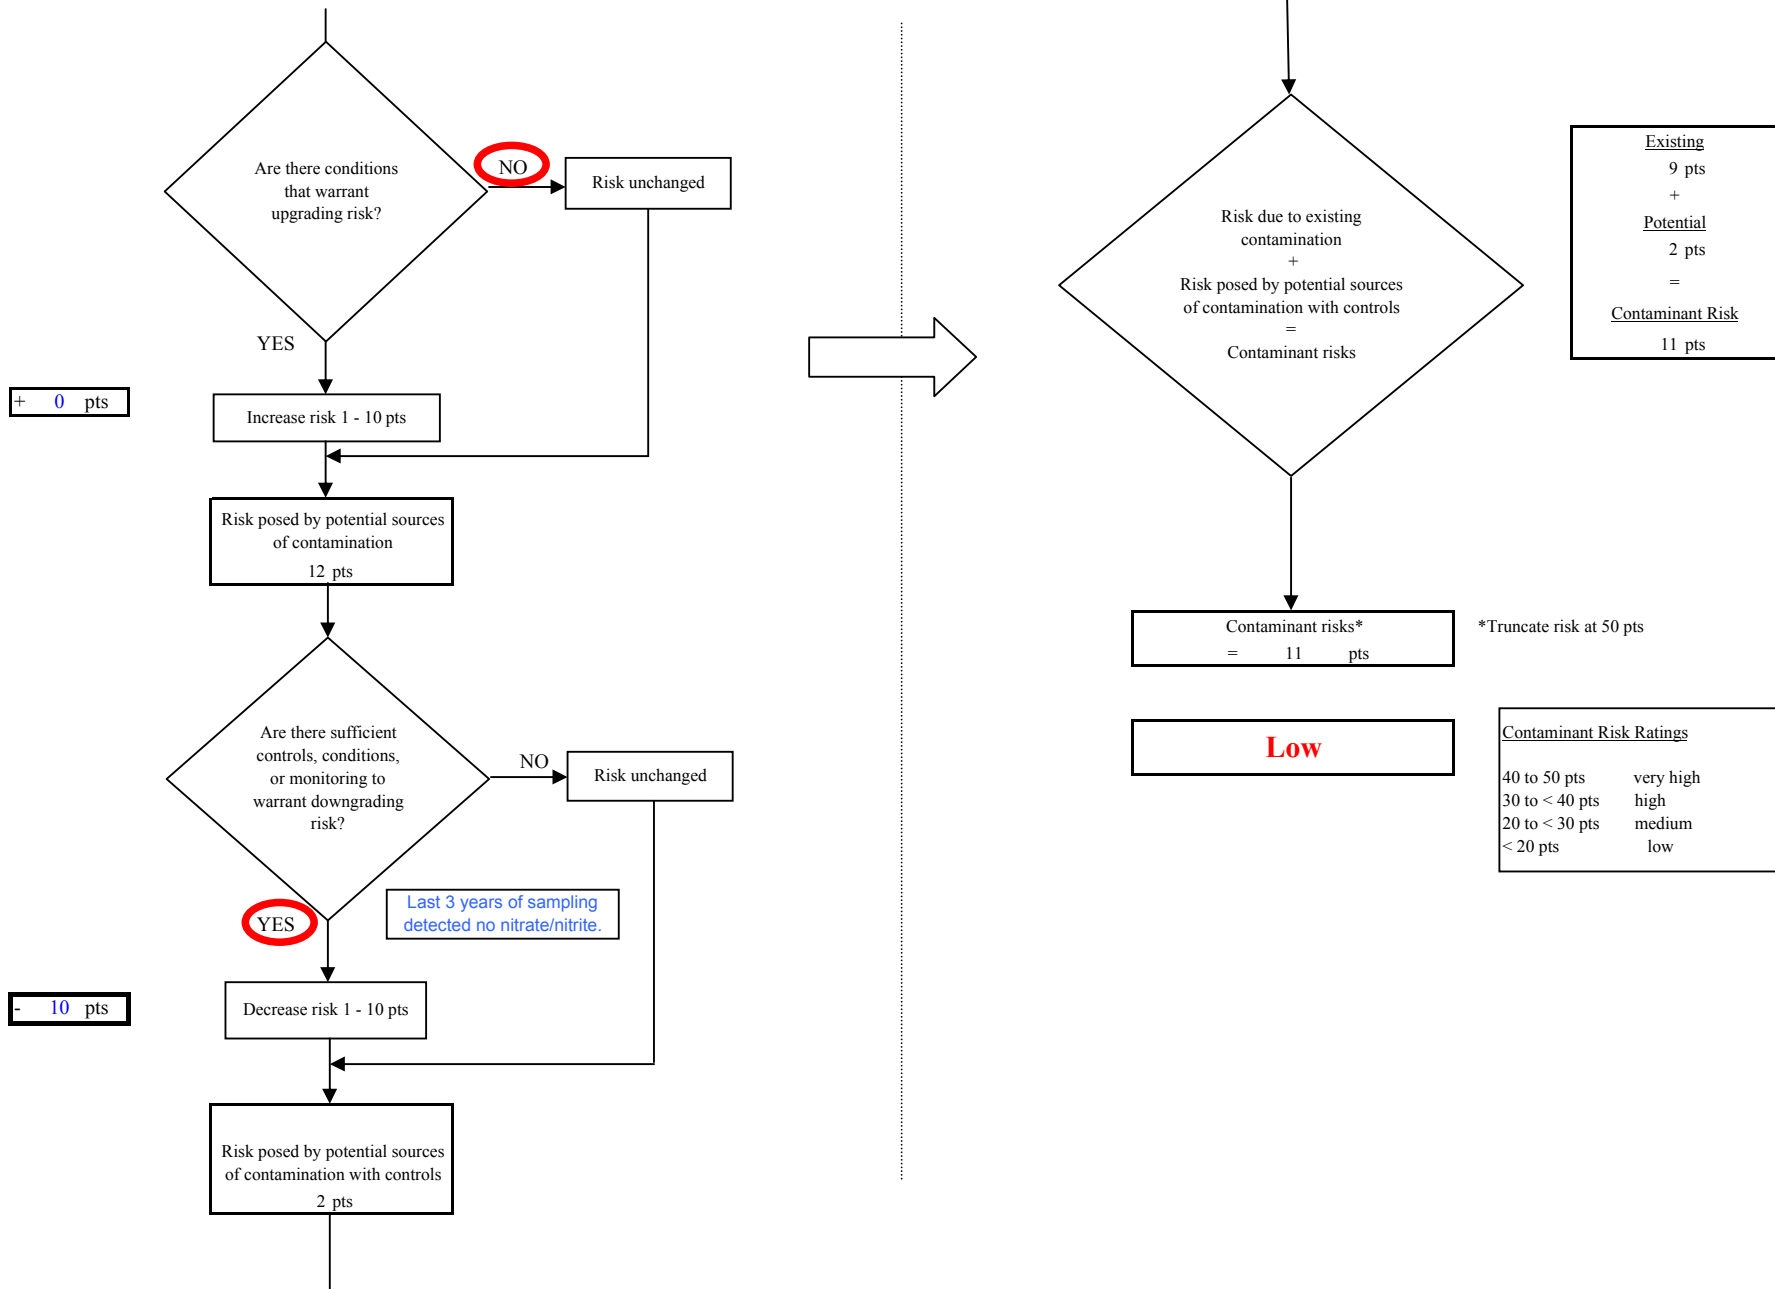 Are there conditions
that warrant
upgrading risk?
NO
Risk unchanged
YES
+ 0 pts
Increase risk 1 - 10 pts
Risk posed by potential sources
of contamination
12 pts
Are there sufficient
controls, conditions,
or monitoring to
warrant downgrading
risk?
NO
Risk unchanged
YES
Last 3 years of sampling
detected no nitrate/nitrite.
- 10 pts
Decrease risk 1 - 10 pts
Risk posed by potential sources
of contamination with controls
2 pts
Risk due to existing
contamination
+
Risk posed by potential sources
of contamination with controls
=
Contaminant risks
Existing
9 pts
+
Potential
2 pts
=
Contaminant Risk
11 pts
Contaminant risks*
= 11 pts
*Truncate risk at 50 pts
Low
Contaminant Risk Ratings
40 to 50 pts very high
30 to < 40 pts high
20 to < 30 pts medium
< 20 pts low